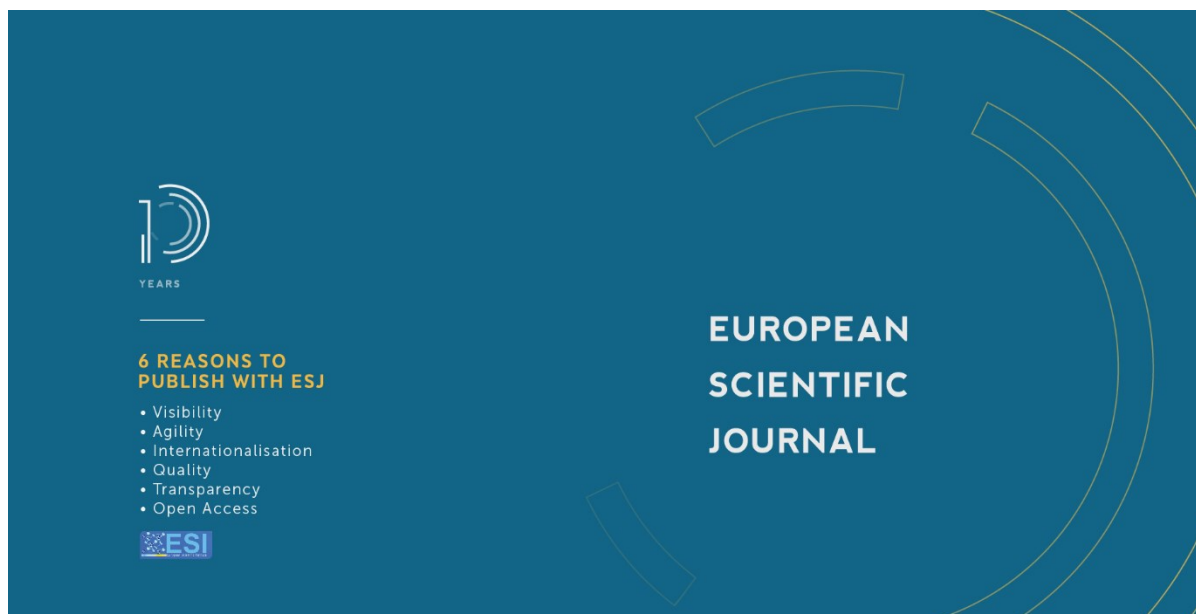 10
YEARS
6 REASONS TO
PUBLISH WITH ESJ
• Visibility
• Agility
• Internationalisation
• Quality
• Transparency
• Open Access
ESI
EUROPEAN
SCIENTIFIC
JOURNAL